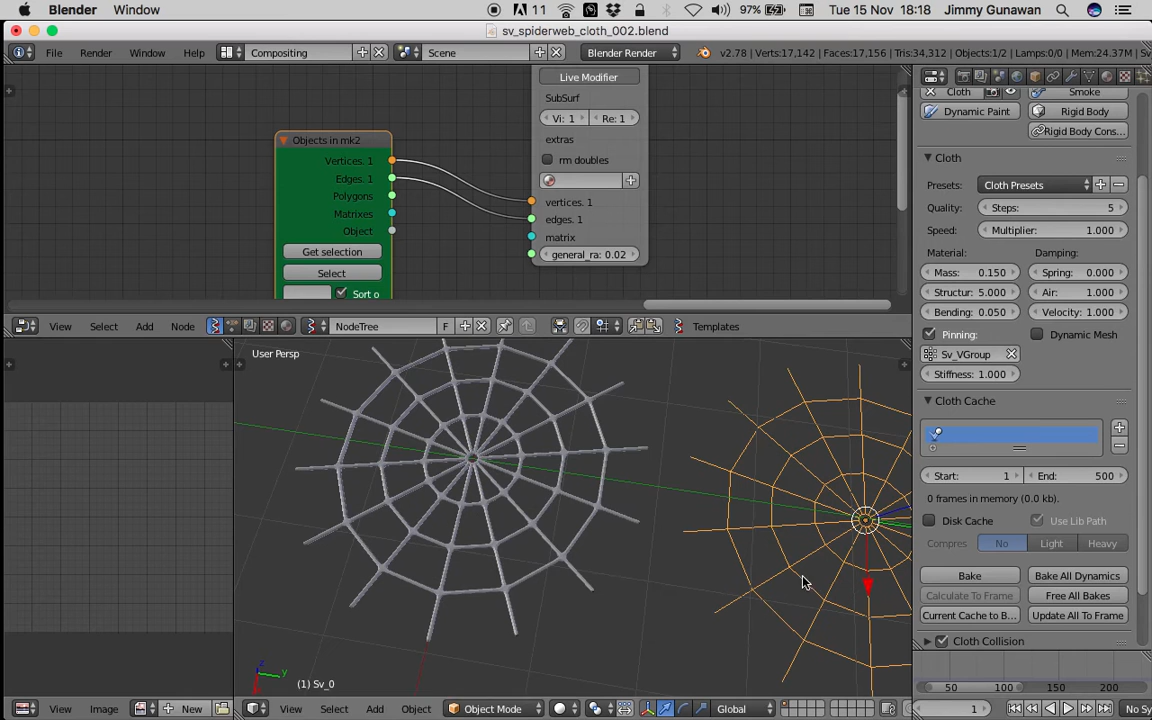 Blender Window 11 97% Tue 15 Nov 18:18 Jimmy Gunawan
sv_spiderweb_cloth_002.blend
File Render Window Help Compositing Scene Blender Render v2.78 | Verts:17,142 | Faces:17,156 | Tris:34,312 | Objects:1/2 | Lamps:0/0 | Mem:24.37M
Live Modifier
SubSurf
Vi: 1 Re: 1
extras
rm doubles
vertices. 1
edges. 1
matrix
general_ra: 0.02
Objects in mk2
Vertices. 1
Edges. 1
Polygons
Matrixes
Object
Get selection
Select
Sort o
View Select Add Node NodeTree F Templates
User Persp
(1) Sv_0
View Image New
View Select Add Object Object Mode Global
Cloth Smoke
Dynamic Paint Rigid Body
Rigid Body Cons...
Cloth
Presets: Cloth Presets
Quality: Steps: 5
Speed: Multiplier: 1.000
Material: Damping:
Mass: 0.150 Spring: 0.000
Structur: 5.000 Air: 1.000
Bending: 0.050 Velocity: 1.000
Pinning: Dynamic Mesh
Sv_VGroup
Stiffness: 1.000
Cloth Cache
Start: 1 End: 500
0 frames in memory (0.0 kb).
Disk Cache Use Lib Path
Compres No Light Heavy
Bake Bake All Dynamics
Calculate To Frame Free All Bakes
Current Cache to B... Update All To Frame
Cloth Collision
50 100 150 200
1 No Sy